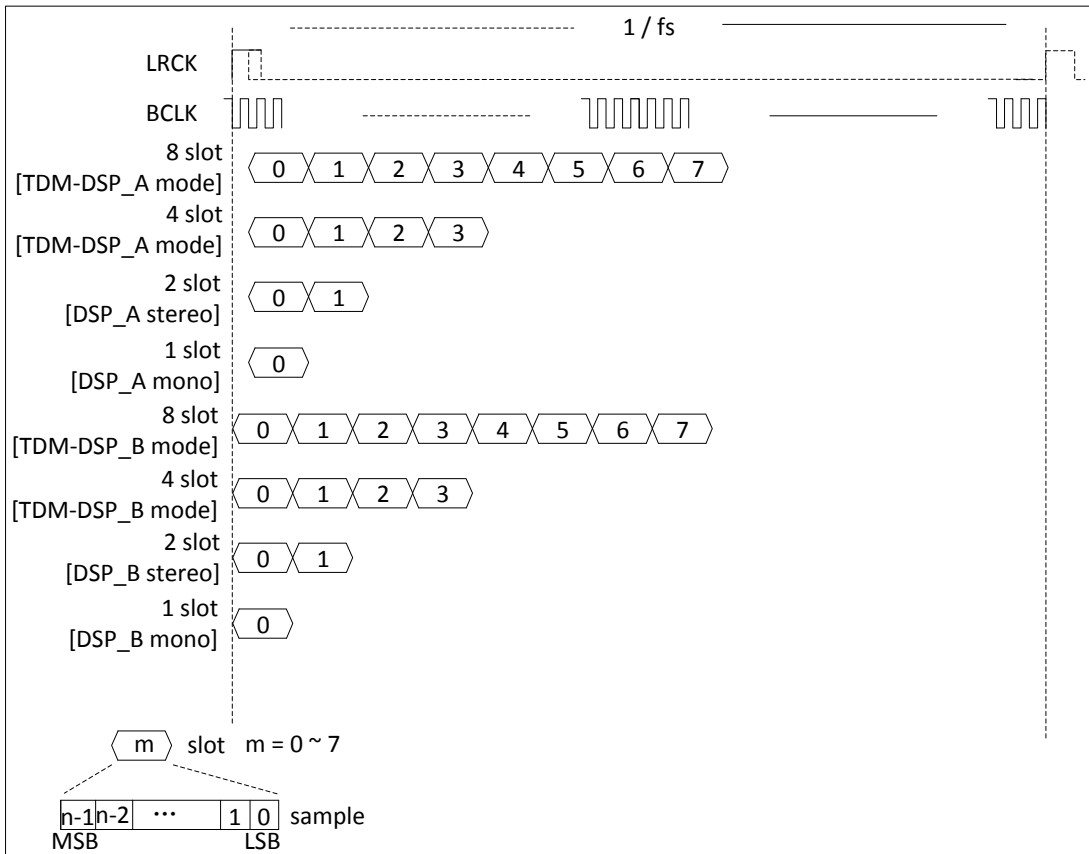 1 / fs
LRCK
BCLK
8 slot
[TDM-DSP_A mode]
0 1 2 3 4 5 6 7
4 slot
[TDM-DSP_A mode]
0 1 2 3
2 slot
[DSP_A stereo]
0 1
1 slot
[DSP_A mono]
0
8 slot
[TDM-DSP_B mode]
0 1 2 3 4 5 6 7
4 slot
[TDM-DSP_B mode]
0 1 2 3
2 slot
[DSP_B stereo]
0 1
1 slot
[DSP_B mono]
0
m slot m = 0 ~ 7
n-1 n-2 ··· 1 0 sample
MSB LSB